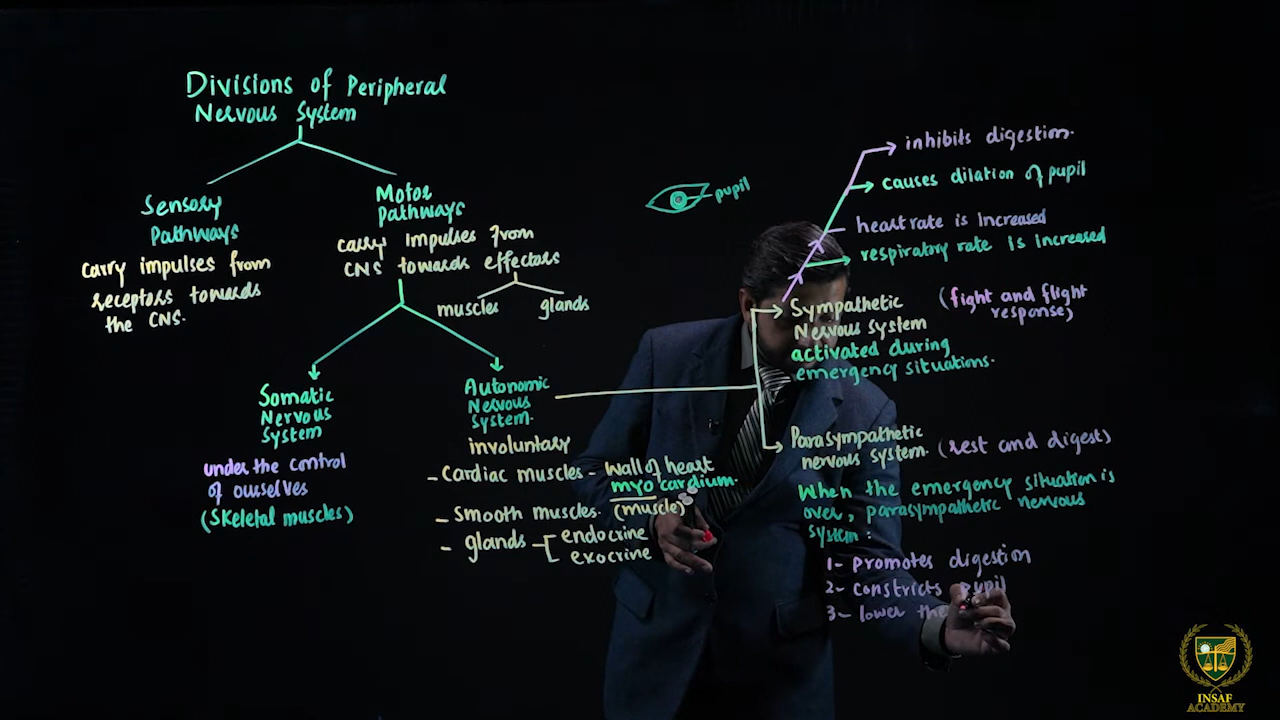 Divisions of Peripheral
Nervous System
Sensory
Pathways
carry impulses from
receptors towards
the CNS.
Motor
Pathways
carry impulses from
CNS towards effectors
muscles glands
Somatic
Nervous
System
under the control
of ourselves
(Skeletal muscles)
Autonomic
Nervous
System.
involuntary
- Cardiac muscles - Wall of heart
myocardium.
- Smooth muscles. (muscle)
- glands - endocrine
exocrine
pupil
inhibits digestion.
causes dilation of pupil
heart rate is Increased
respiratory rate Is Increased
Sympathetic (fight and flight
response)
Nervous System
activated during
emergency situations.
Parasympathetic
nervous system. (rest and digest)
When the emergency situation is
over, parasympathetic nervous
system:
1- Promotes digestion
2- constricts pupil
3- lower the
INSAF
ACADEMY